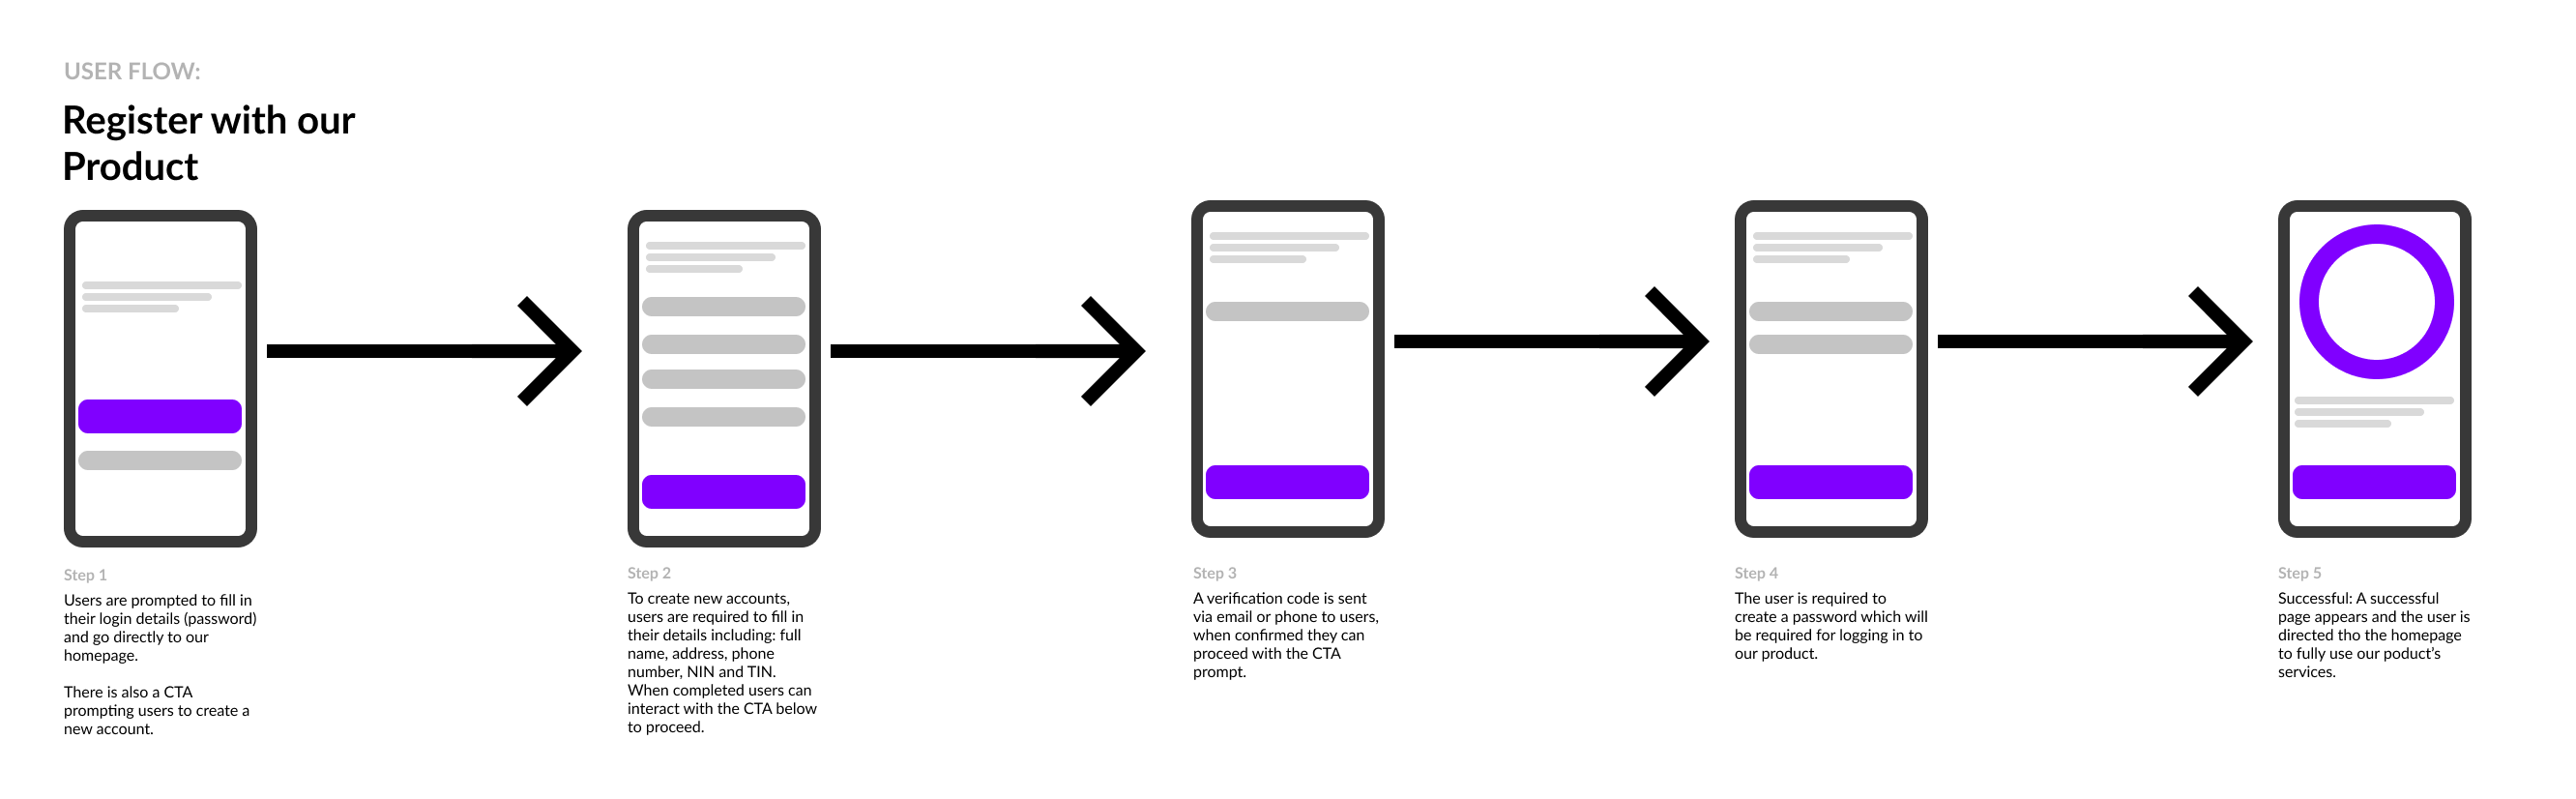 USER FLOW:
Register with our
Product
Step 1
Users are prompted to fill in
their login details (password)
and go directly to our
homepage.
There is also a CTA
prompting users to create a
new account.
Step 2
To create new accounts,
users are required to fill in
their details including: full
name, address, phone
number, NIN and TIN.
When completed users can
interact with the CTA below
to proceed.
Step 3
A verification code is sent
via email or phone to users,
when confirmed they can
proceed with the CTA
prompt.
Step 4
The user is required to
create a password which will
be required for logging in to
our product.
Step 5
Successful: A successful
page appears and the user is
directed tho the homepage
to fully use our poduct's
services.